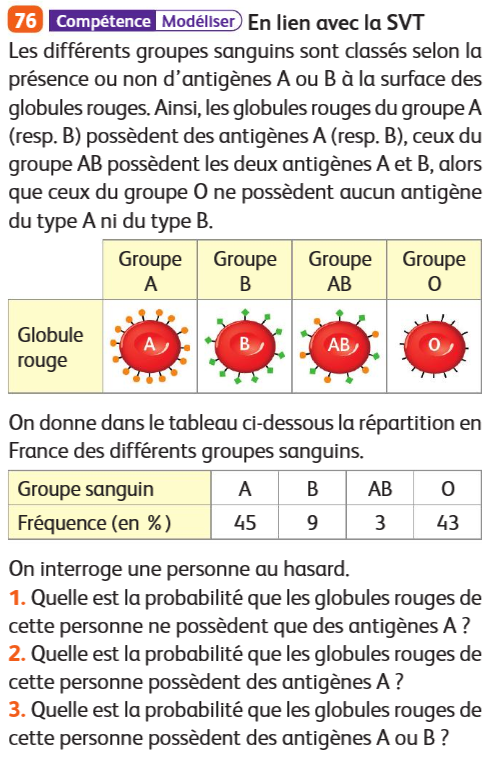 76 Compétence Modéliser En lien avec la SVT
Les différents groupes sanguins sont classés selon la
présence ou non d'antigènes A ou B à la surface des
globules rouges. Ainsi, les globules rouges du groupe A
(resp. B) possèdent des antigènes A (resp. B), ceux du
groupe AB possèdent les deux antigènes A et B, alors
que ceux du groupe O ne possèdent aucun antigène
du type A ni du type B.
Groupe A Groupe B Groupe AB Groupe O
Globule rouge A B AB O
On donne dans le tableau ci-dessous la répartition en
France des différents groupes sanguins.
Groupe sanguin A B AB O
Fréquence (en %) 45 9 3 43
On interroge une personne au hasard.
1. Quelle est la probabilité que les globules rouges de
cette personne ne possèdent que des antigènes A ?
2. Quelle est la probabilité que les globules rouges de
cette personne possèdent des antigènes A ?
3. Quelle est la probabilité que les globules rouges de
cette personne possèdent des antigènes A ou B ?